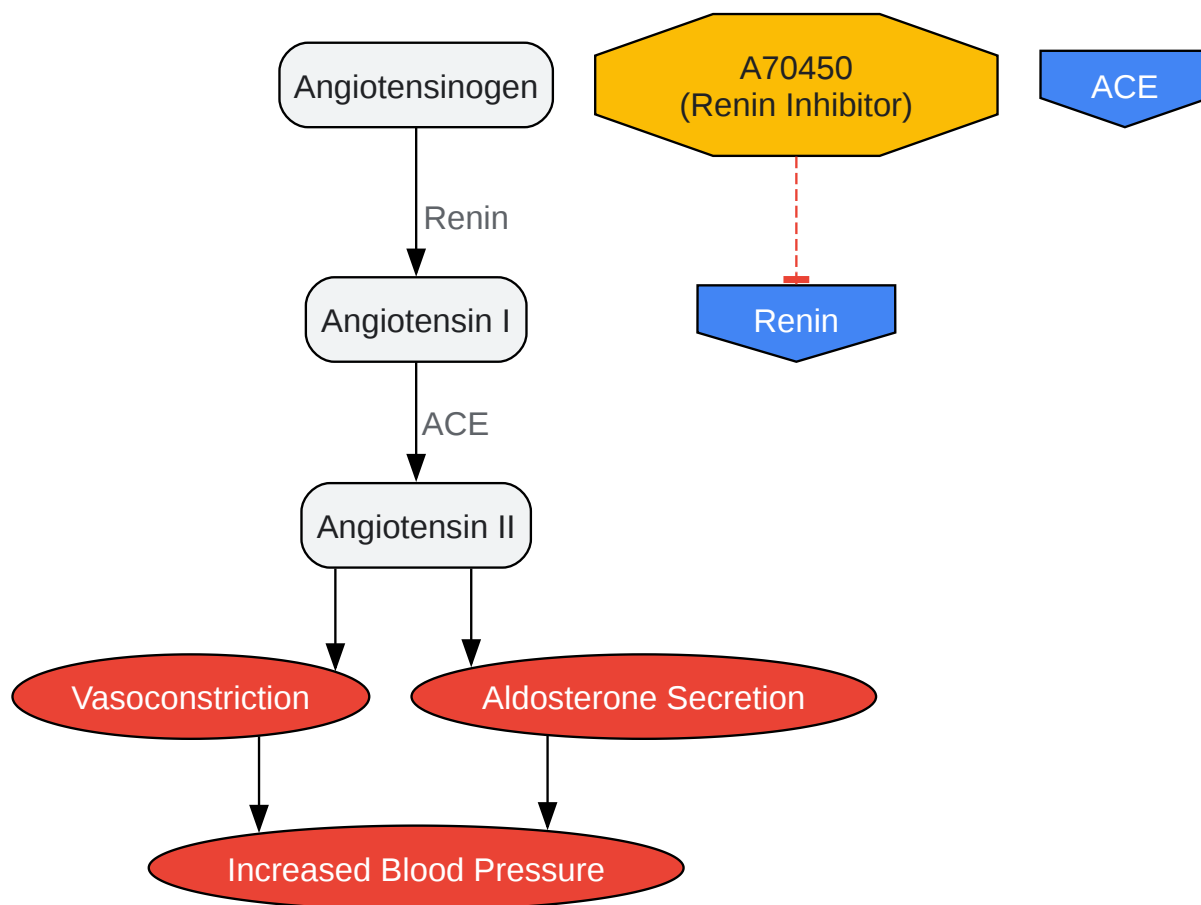 Angiotensinogen
A70450
(Renin Inhibitor)
ACE
Renin
Angiotensin I
Renin
ACE
Angiotensin II
Vasoconstriction
Aldosterone Secretion
Increased Blood Pressure